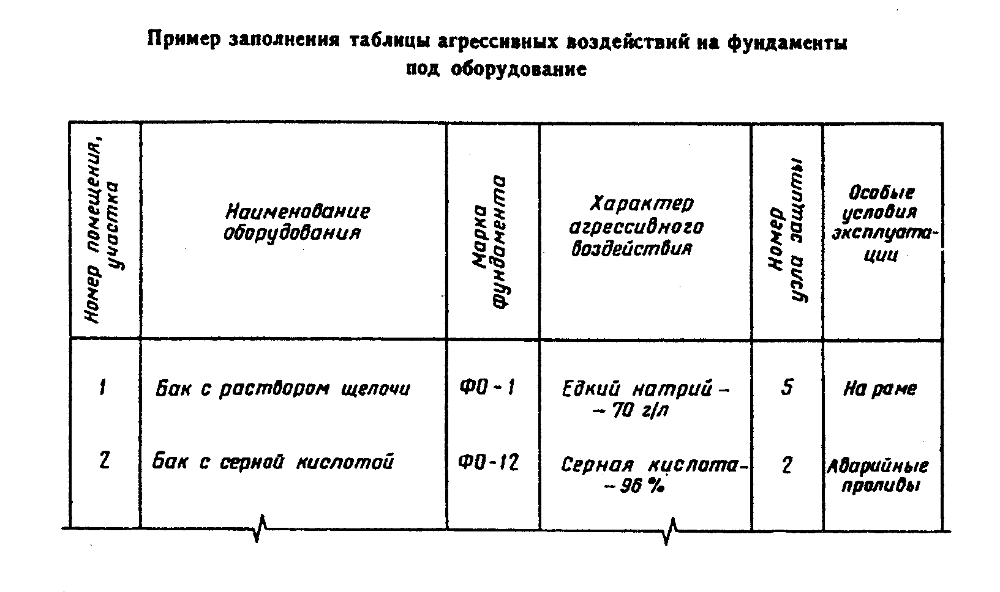 Пример заполнения таблицы агрессивных воздействий на фундаменты
под оборудование
Номер помещения,
участка
Наименование
оборудования
Марка
фундамента
Характер
агрессивного
воздействия
Номер
узла защиты
Особые
условия
эксплуата-
ции
1
Бак с раствором щелочи
ФО-1
Едкий натрий -
- 70 г/л
5
На раме
2
Бак с серной кислотой
ФО-12
Серная кислота-
- 96 %
2
Аварийные
проливы